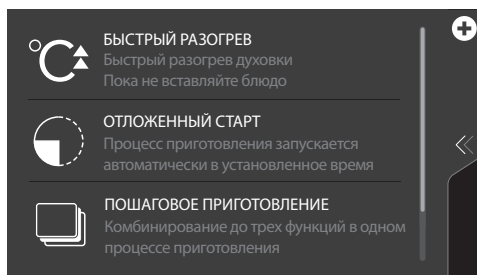 БЫСТРЫЙ РАЗОГРЕВ
Быстрый разогрев духовки
Пока не вставляйте блюдо
ОТЛОЖЕННЫЙ СТАРТ
Процесс приготовления запускается
автоматически в установленное время
ПОШАГОВОЕ ПРИГОТОВЛЕНИЕ
Комбинирование до трех функций в одном
процессе приготовления